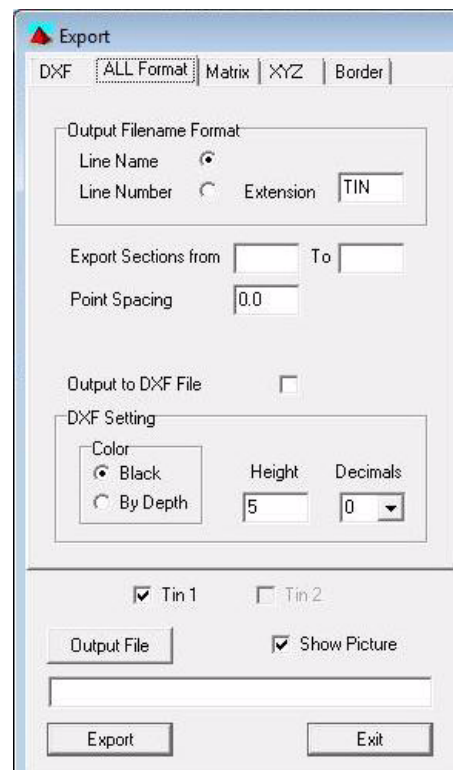 Export
DXF ALL Format Matrix XYZ Border
Output Filename Format
Line Name
Line Number Extension TIN
Export Sections from To
Point Spacing 0.0
Output to DXF File
DXF Setting
Color
Black Height Decimals
By Depth 5 0
Tin 1 Tin 2
Output File Show Picture
Export Exit